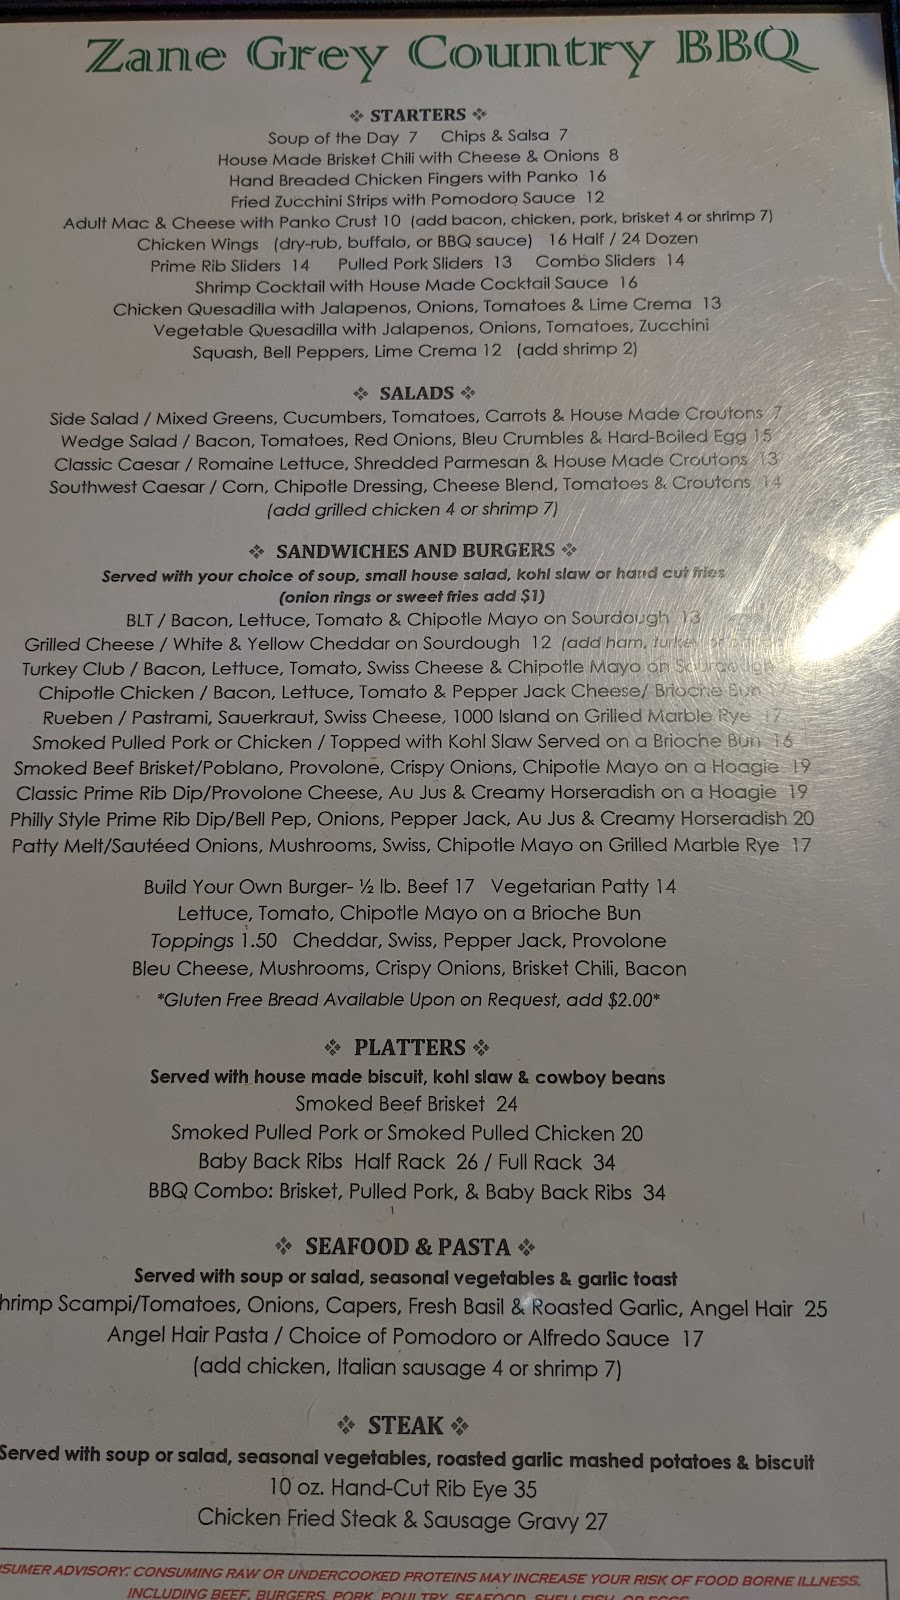 Zane Grey Country BBQ
❖ STARTERS ❖
Soup of the Day 7 Chips & Salsa 7
House Made Brisket Chili with Cheese & Onions 8
Hand Breaded Chicken Fingers with Panko 16
Fried Zucchini Strips with Pomodoro Sauce 12
Adult Mac & Cheese with Panko Crust 10 (add bacon, chicken, pork, brisket 4 or shrimp 7)
Chicken Wings (dry-rub, buffalo, or BBQ sauce) 16 Half / 24 Dozen
Prime Rib Sliders 14 Pulled Pork Sliders 13 Combo Sliders 14
Shrimp Cocktail with House Made Cocktail Sauce 16
Chicken Quesadilla with Jalapenos, Onions, Tomatoes & Lime Crema 13
Vegetable Quesadilla with Jalapenos, Onions, Tomatoes, Zucchini
Squash, Bell Peppers, Lime Crema 12 (add shrimp 2)
❖ SALADS ❖
Side Salad / Mixed Greens, Cucumbers, Tomatoes, Carrots & House Made Croutons 7
Wedge Salad / Bacon, Tomatoes, Red Onions, Bleu Crumbles & Hard-Boiled Egg 15
Classic Caesar / Romaine Lettuce, Shredded Parmesan & House Made Croutons 13
Southwest Caesar / Corn, Chipotle Dressing, Cheese Blend, Tomatoes & Croutons 14
(add grilled chicken 4 or shrimp 7)
❖ SANDWICHES AND BURGERS ❖
Served with your choice of soup, small house salad, kohl slaw or hand cut fries
(onion rings or sweet fries add $1)
BLT / Bacon, Lettuce, Tomato & Chipotle Mayo on Sourdough 13
Grilled Cheese / White & Yellow Cheddar on Sourdough 12 (add ham, turkey or
Turkey Club / Bacon, Lettuce, Tomato, Swiss Cheese & Chipotle Mayo on Sourdough
Chipotle Chicken / Bacon, Lettuce, Tomato & Pepper Jack Cheese/ Brioche Bun
Rueben / Pastrami, Sauerkraut, Swiss Cheese, 1000 Island on Grilled Marble Rye 17
Smoked Pulled Pork or Chicken / Topped with Kohl Slaw Served on a Brioche Bun 16
Smoked Beef Brisket/Poblano, Provolone, Crispy Onions, Chipotle Mayo on a Hoagie 19
Classic Prime Rib Dip/Provolone Cheese, Au Jus & Creamy Horseradish on a Hoagie 19
Philly Style Prime Rib Dip/Bell Pep, Onions, Pepper Jack, Au Jus & Creamy Horseradish 20
Patty Melt/Sautéed Onions, Mushrooms, Swiss, Chipotle Mayo on Grilled Marble Rye 17
Build Your Own Burger- ½ lb. Beef 17 Vegetarian Patty 14
Lettuce, Tomato, Chipotle Mayo on a Brioche Bun
Toppings 1.50 Cheddar, Swiss, Pepper Jack, Provolone
Bleu Cheese, Mushrooms, Crispy Onions, Brisket Chili, Bacon
*Gluten Free Bread Available Upon on Request, add $2.00*
❖ PLATTERS ❖
Served with house made biscuit, kohl slaw & cowboy beans
Smoked Beef Brisket 24
Smoked Pulled Pork or Smoked Pulled Chicken 20
Baby Back Ribs Half Rack 26 / Full Rack 34
BBQ Combo: Brisket, Pulled Pork, & Baby Back Ribs 34
❖ SEAFOOD & PASTA ❖
Served with soup or salad, seasonal vegetables & garlic toast
hrimp Scampi/Tomatoes, Onions, Capers, Fresh Basil & Roasted Garlic, Angel Hair 25
Angel Hair Pasta / Choice of Pomodoro or Alfredo Sauce 17
(add chicken, Italian sausage 4 or shrimp 7)
❖ STEAK ❖
Served with soup or salad, seasonal vegetables, roasted garlic mashed potatoes & biscuit
10 oz. Hand-Cut Rib Eye 35
Chicken Fried Steak & Sausage Gravy 27
NSUMER ADVISORY: CONSUMING RAW OR UNDERCOOKED PROTEINS MAY INCREASE YOUR RISK OF FOOD BORNE ILLNESS,
INCLUDING BEEF, BURGERS, PORK, POULTRY, SEAFOOD, SHELLFISH, OR EGGS